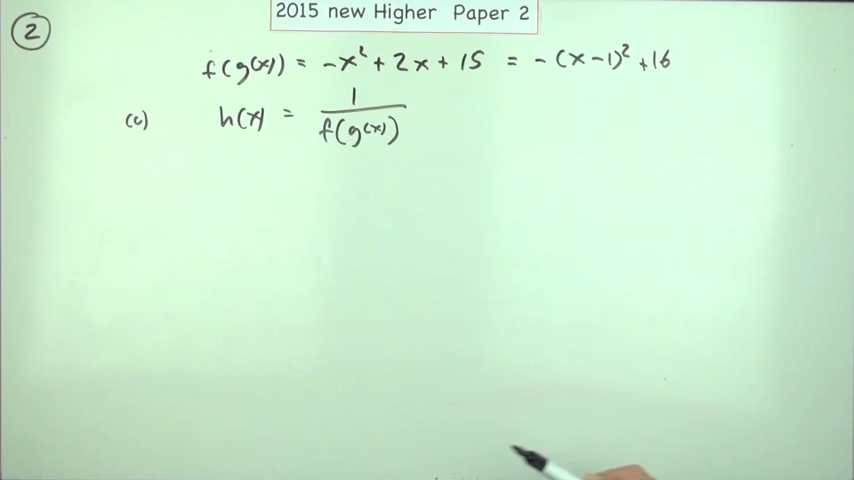 2015 new Higher Paper 2
2
f(g(x)) = -x² + 2x + 15 = -(x-1)² + 16
(c) h(x) = 1/f(g(x))